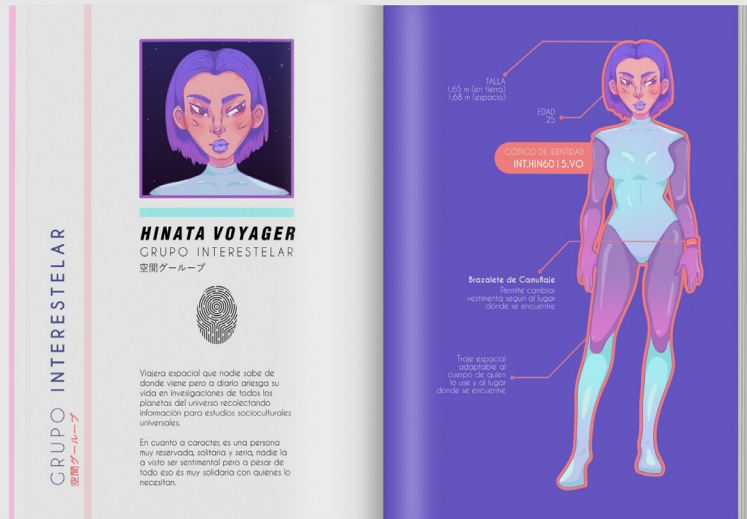 GRUPO INTERESTELAR
空間グーループ
HINATA VOYAGER
GRUPO INTERESTELAR
空間グーループ
Viajera espacial que nadie sabe de
donde viene pero a diario ariesga su
vida en invesigaciones de todos los
planetas del universo recolectando
información para estudios socioculturales
universales.
En cuanto a caracter, es una persona
muy reservada, solitaria y seria, nadie la
a visto ser sentimental pero a pesar de
todo eso es muy solidaria con quienes lo
necesitan.
TALLA
1,65 m (en tierra)
1,68 m (espacio)
EDAD
25
CÓDIGO DE IDENTIDAD
INT.HIN6015.VO
Brazalete de Camuflaje
Permite cambiar
vestimenta según al lugar
donde se encuentre
Traje espacial
adaptable al
cuerpo de quien
lo use y al lugar
donde se encuentre